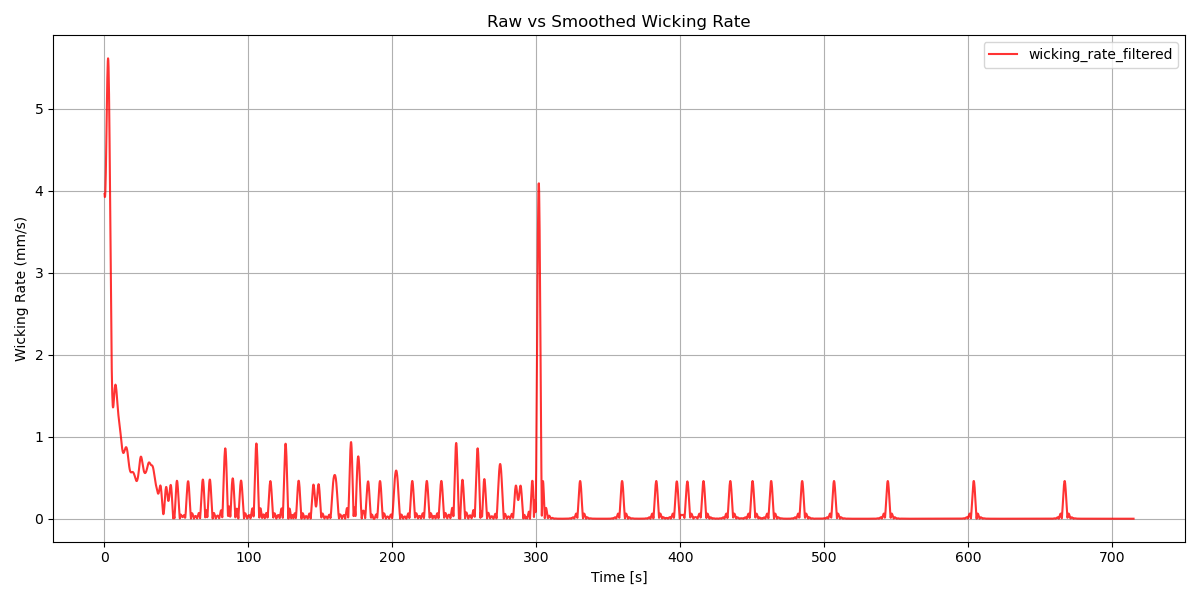 Raw vs Smoothed Wicking Rate
wicking_rate_filtered
Wicking Rate (mm/s)
5
4
3
2
1
0
0 100 200 300 400 500 600 700
Time [s]